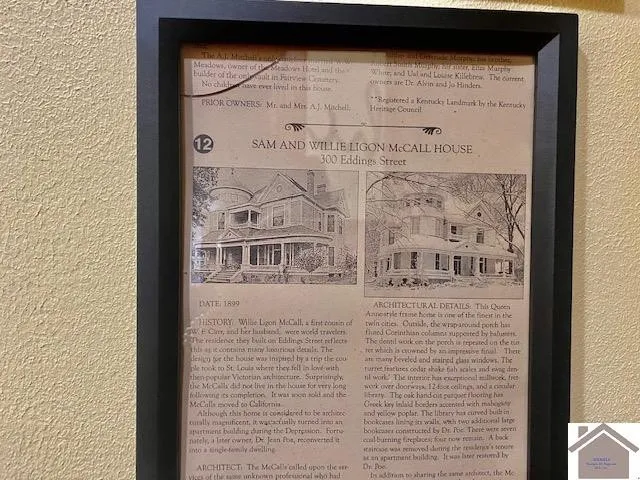 The A.J. Mitchell's
Meadows, owner of the Meadows Hotel and the
builder of the only vault in Fairview Cemetery.
No children have ever lived in this house.
PRIOR OWNERS: Mr. and Mrs. A.J. Mitchell;
and Gertrude Murphy; his brother,
Robert Smith Murphy; his sister, Effas Murphy
White; and Ual and Louise Killebrew. The current
owners are Dr. Alvin and Jo Hinders.
**Registered a Kentucky Landmark by the Kentucky
Heritage Council
12
SAM AND WILLIE LIGON McCALL HOUSE
300 Eddings Street
DATE: 1899
HISTORY: Willie Ligon McCall, a first cousin of
W. F. Carr, and her husband, were world travelers.
The residence they built on Eddings Street reflects
this as it contains many luxurious details. The
design for the house was inspired by a trip the cou-
ple took to St. Louis where they fell in love with
then-popular Victorian architecture. Surprisingly,
the McCalls did not live in the house for very long
following its completion. It was soon sold and the
McCalls moved to California.
Although this home is considered to be architec-
turally magnificent, it was actually turned into an
apartment building during the Depression. Fortu-
nately, a later owner, Dr. Jean Poe, reconverted it
into a single-family dwelling.
ARCHITECT: The McCalls called upon the ser-
vices of the same unknown professional who had
ARCHITECTURAL DETAILS: This Queen
Anne-style frame home is one of the finest in the
twin cities. Outside, the wrap-around porch has
fluted Corinthian columns supported by balusters.
The dentil work on the porch is repeated on the tur-
ret which is crowned by an impressive finial. There
are many beveled and stained glass windows. The
turret features cedar shake fish scales and swag den-
til work. The interior has exceptional millwork, fret-
work over doorways, 12-foot ceilings, and a circular
library. The oak hand-cut parquet flooring has
Greek key inlaid borders accented with mahogany
and yellow poplar. The library has curved built in
bookcases lining its walls, with two additional large
bookcases constructed by Dr. Poe. There were seven
coal-burning fireplaces; four now remain. A back
staircase was removed during the residence's tenure
as an apartment building. It was later restored by
Dr. Poe.
In addition to sharing the same architect, the Mc-